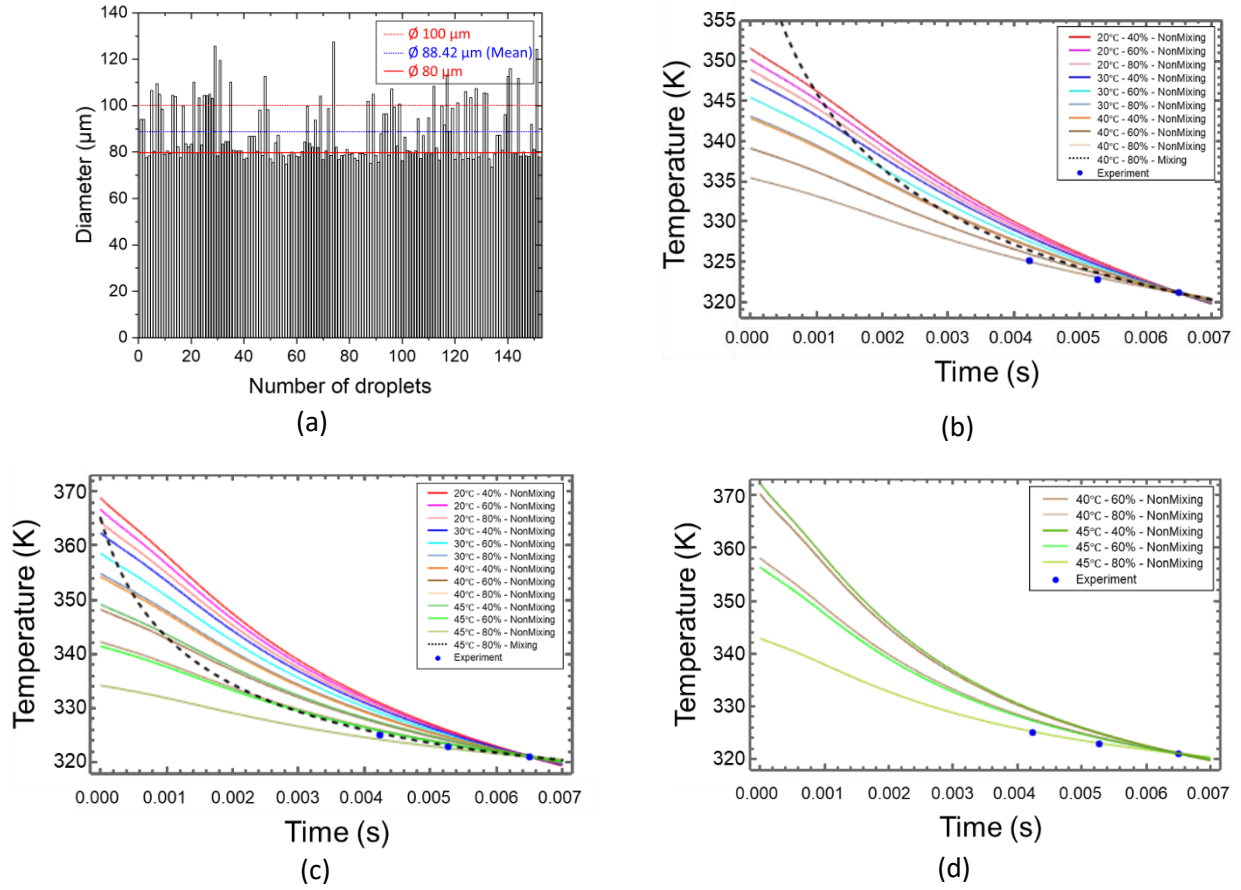 140
120
100
80
60
40
20
0
Diameter (µm)
Ø 100 µm
Ø 88.42 µm (Mean)
Ø 80 µm
0 20 40 60 80 100 120 140
Number of droplets
(a)
355
350
345
340
335
330
325
320
Temperature (K)
20℃ - 40% - NonMixing
20℃ - 60% - NonMixing
20℃ - 80% - NonMixing
30℃ - 40% - NonMixing
30℃ - 60% - NonMixing
30℃ - 80% - NonMixing
40℃ - 40% - NonMixing
40℃ - 60% - NonMixing
40℃ - 80% - NonMixing
40℃ - 80% - Mixing
Experiment
0.000 0.001 0.002 0.003 0.004 0.005 0.006 0.007
Time (s)
(b)
370
360
350
340
330
320
Temperature (K)
20℃ - 40% - NonMixing
20℃ - 60% - NonMixing
20℃ - 80% - NonMixing
30℃ - 40% - NonMixing
30℃ - 60% - NonMixing
30℃ - 80% - NonMixing
40℃ - 40% - NonMixing
40℃ - 60% - NonMixing
40℃ - 80% - NonMixing
45℃ - 40% - NonMixing
45℃ - 60% - NonMixing
45℃ - 80% - NonMixing
45℃ - 80% - Mixing
Experiment
0.000 0.001 0.002 0.003 0.004 0.005 0.006 0.007
Time (s)
(c)
370
360
350
340
330
320
Temperature (K)
40℃ - 60% - NonMixing
40℃ - 80% - NonMixing
45℃ - 40% - NonMixing
45℃ - 60% - NonMixing
45℃ - 80% - NonMixing
Experiment
0.000 0.001 0.002 0.003 0.004 0.005 0.006 0.007
Time (s)
(d)